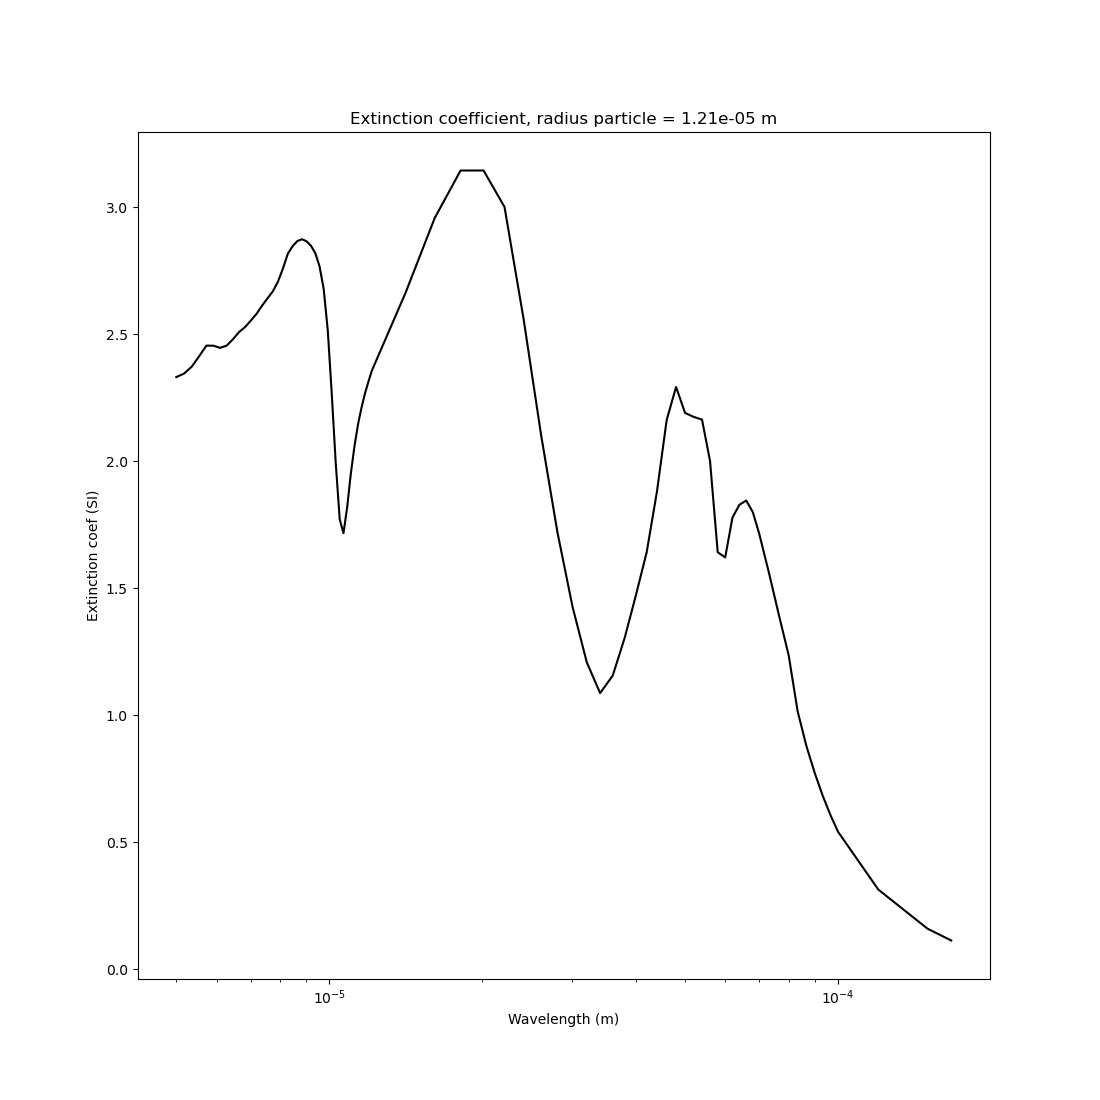 Extinction coefficient, radius particle = 1.21e-05 m
3.0
2.5
2.0
1.5
1.0
0.5
0.0
Extinction coef (SI)
10⁻⁵ 10⁻⁴
Wavelength (m)